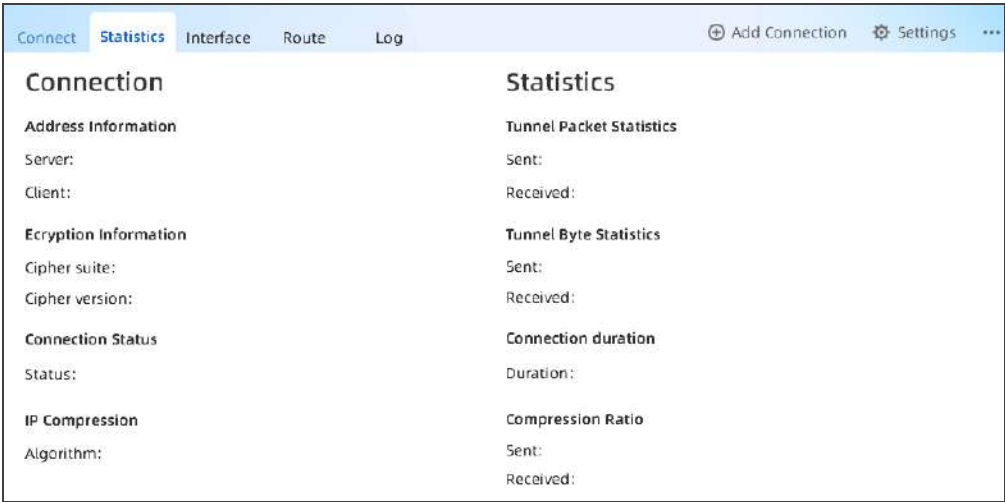 Connect Statistics Interface Route Log Add Connection Settings ...
Connection
Address Information
Server:
Client:
Ecryption Information
Cipher suite:
Cipher version:
Connection Status
Status:
IP Compression
Algorithm:
Statistics
Tunnel Packet Statistics
Sent:
Received:
Tunnel Byte Statistics
Sent:
Received:
Connection duration
Duration:
Compression Ratio
Sent:
Received: